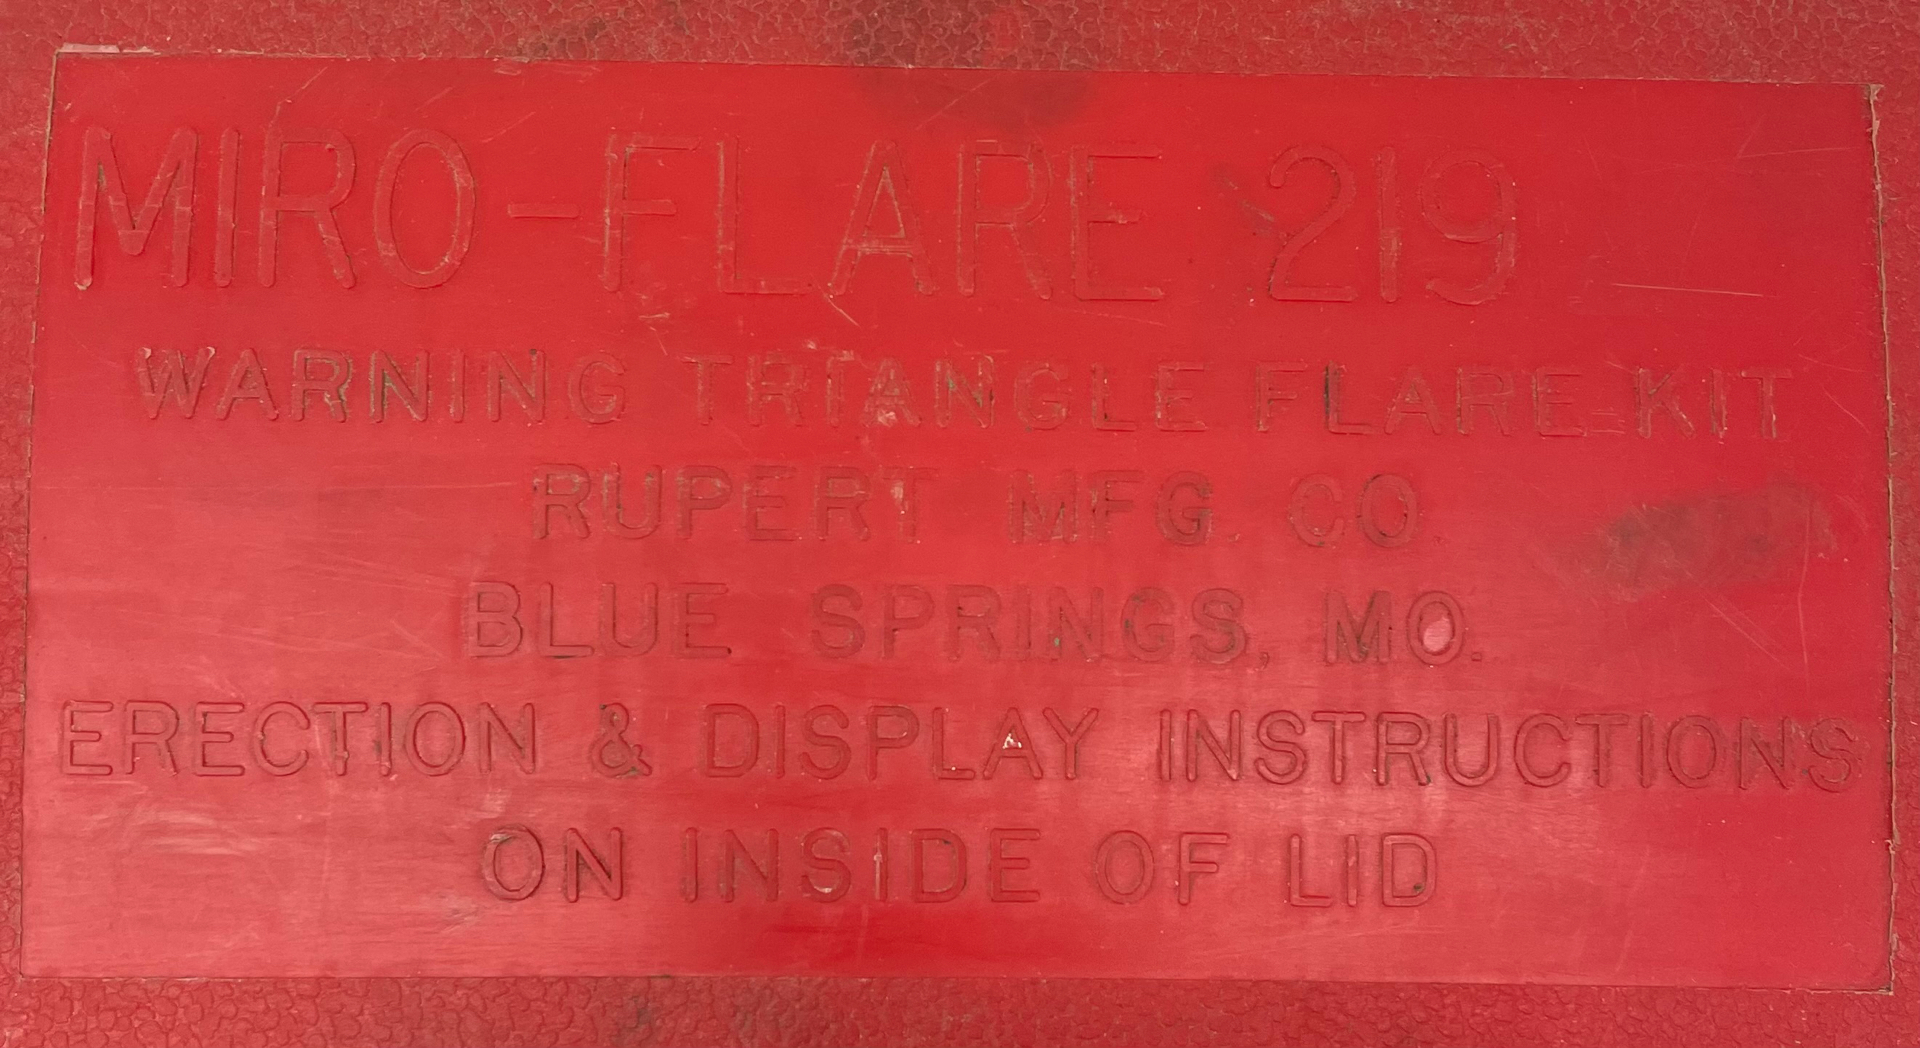 MIRO-FLARE 219
WARNING TRIANGLE FLARE KIT
RUPERT MFG. CO.
BLUE SPRINGS, MO.
ERECTION & DISPLAY INSTRUCTIONS
ON INSIDE OF LID